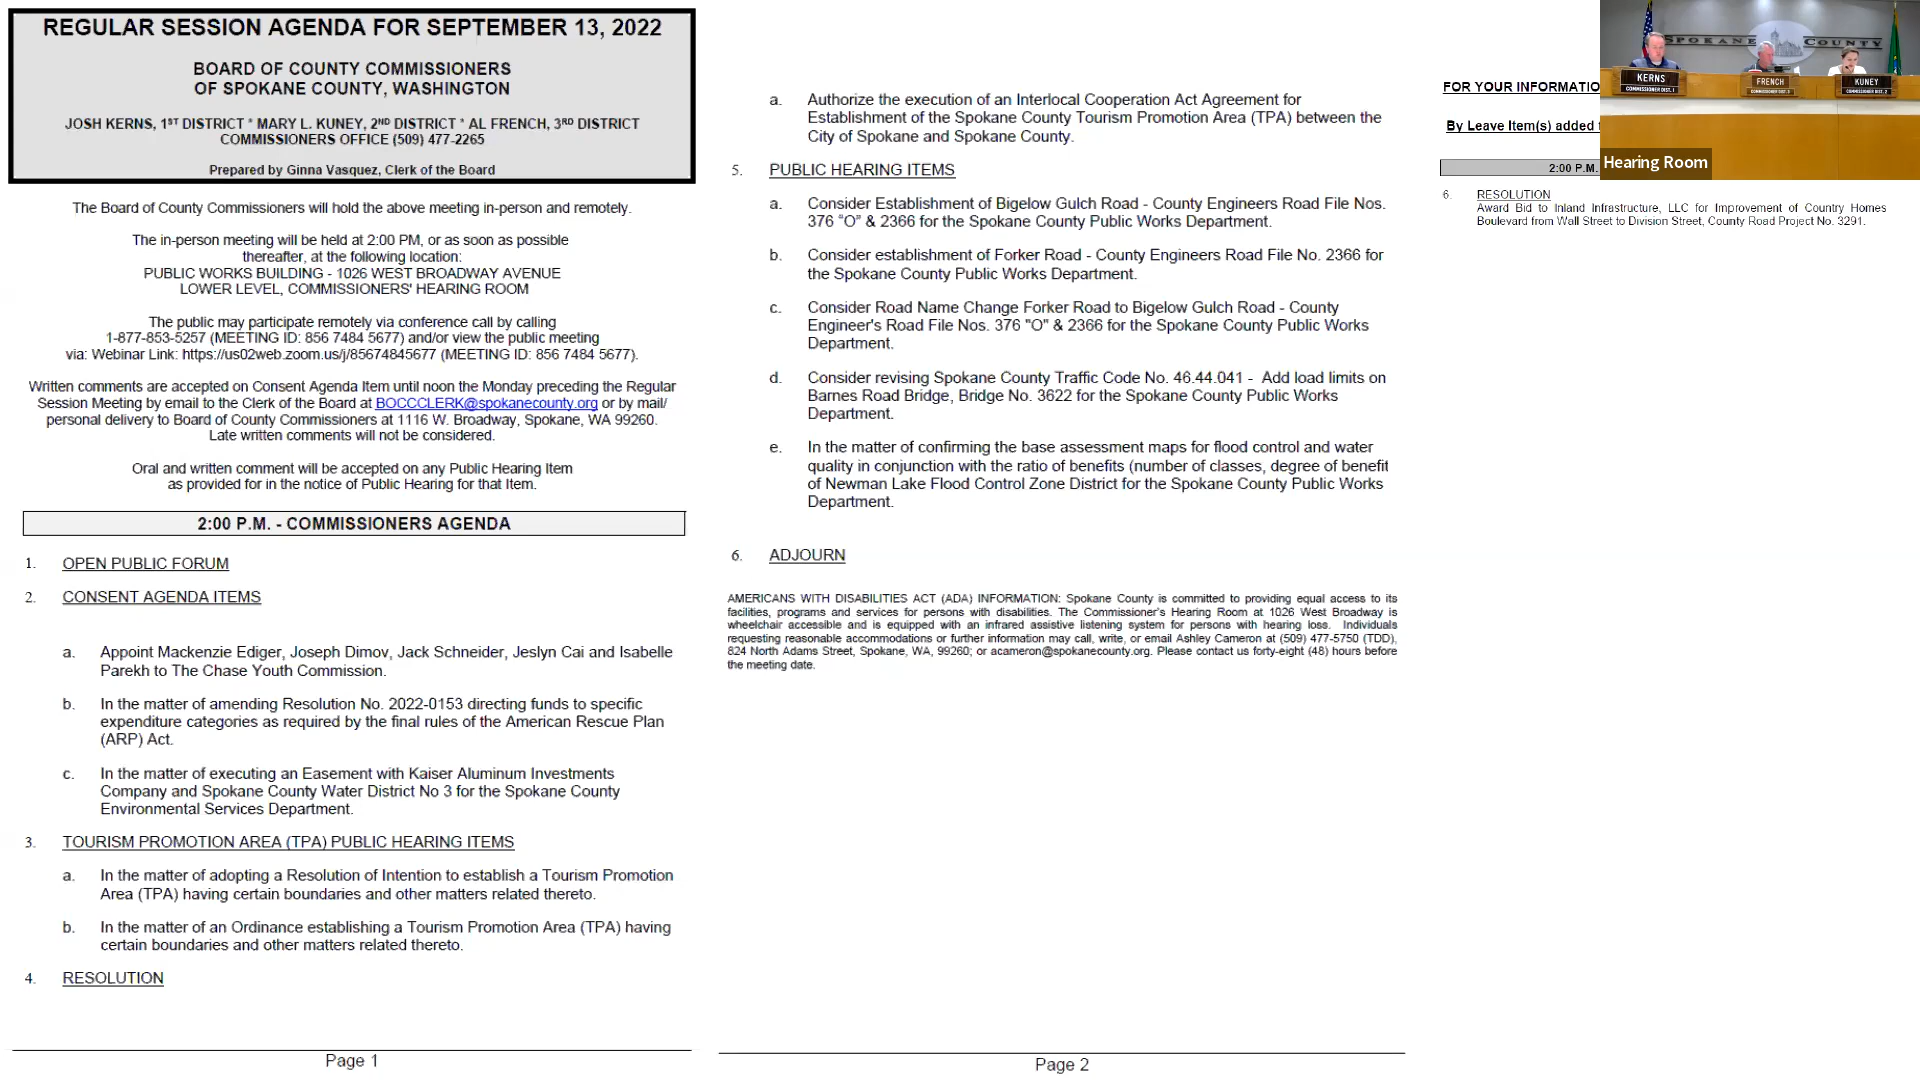 REGULAR SESSION AGENDA FOR SEPTEMBER 13, 2022
BOARD OF COUNTY COMMISSIONERS
OF SPOKANE COUNTY, WASHINGTON
JOSH KERNS, 1ST DISTRICT * MARY L. KUNEY, 2ND DISTRICT * AL FRENCH, 3RD DISTRICT
COMMISSIONERS OFFICE (509) 477-2265
Prepared by Ginna Vasquez, Clerk of the Board
The Board of County Commissioners will hold the above meeting in-person and remotely.
The in-person meeting will be held at 2:00 PM, or as soon as possible
thereafter, at the following location:
PUBLIC WORKS BUILDING - 1026 WEST BROADWAY AVENUE
LOWER LEVEL, COMMISSIONERS' HEARING ROOM
The public may participate remotely via conference call by calling
1-877-853-5257 (MEETING ID: 856 7484 5677) and/or view the public meeting
via: Webinar Link: https://us02web.zoom.us/j/85674845677 (MEETING ID: 856 7484 5677).
Written comments are accepted on Consent Agenda Item until noon the Monday preceding the Regular
Session Meeting by email to the Clerk of the Board at BOCCCLERK@spokanecounty.org or by mail/
personal delivery to Board of County Commissioners at 1116 W. Broadway, Spokane, WA 99260.
Late written comments will not be considered.
Oral and written comment will be accepted on any Public Hearing Item
as provided for in the notice of Public Hearing for that Item.
2:00 P.M. - COMMISSIONERS AGENDA
1. OPEN PUBLIC FORUM
2. CONSENT AGENDA ITEMS
a. Appoint Mackenzie Ediger, Joseph Dimov, Jack Schneider, Jeslyn Cai and Isabelle
Parekh to The Chase Youth Commission.
b. In the matter of amending Resolution No. 2022-0153 directing funds to specific
expenditure categories as required by the final rules of the American Rescue Plan
(ARP) Act.
c. In the matter of executing an Easement with Kaiser Aluminum Investments
Company and Spokane County Water District No 3 for the Spokane County
Environmental Services Department.
3. TOURISM PROMOTION AREA (TPA) PUBLIC HEARING ITEMS
a. In the matter of adopting a Resolution of Intention to establish a Tourism Promotion
Area (TPA) having certain boundaries and other matters related thereto.
b. In the matter of an Ordinance establishing a Tourism Promotion Area (TPA) having
certain boundaries and other matters related thereto.
4. RESOLUTION
Page 1
a. Authorize the execution of an Interlocal Cooperation Act Agreement for
Establishment of the Spokane County Tourism Promotion Area (TPA) between the
City of Spokane and Spokane County.
5. PUBLIC HEARING ITEMS
a. Consider Establishment of Bigelow Gulch Road - County Engineers Road File Nos.
376 "O" & 2366 for the Spokane County Public Works Department.
b. Consider establishment of Forker Road - County Engineers Road File No. 2366 for
the Spokane County Public Works Department.
c. Consider Road Name Change Forker Road to Bigelow Gulch Road - County
Engineer's Road File Nos. 376 "O" & 2366 for the Spokane County Public Works
Department.
d. Consider revising Spokane County Traffic Code No. 46.44.041 - Add load limits on
Barnes Road Bridge, Bridge No. 3622 for the Spokane County Public Works
Department.
e. In the matter of confirming the base assessment maps for flood control and water
quality in conjunction with the ratio of benefits (number of classes, degree of benefit
of Newman Lake Flood Control Zone District for the Spokane County Public Works
Department.
6. ADJOURN
AMERICANS WITH DISABILITIES ACT (ADA) INFORMATION: Spokane County is committed to providing equal access to its
facilities, programs and services for persons with disabilities. The Commissioner's Hearing Room at 1026 West Broadway is
wheelchair accessible and is equipped with an infrared assistive listening system for persons with hearing loss. Individuals
requesting reasonable accommodations or further information may call, write, or email Ashley Cameron at (509) 477-5750 (TDD),
824 North Adams Street, Spokane, WA, 99260; or acameron@spokanecounty.org. Please contact us forty-eight (48) hours before
the meeting date.
Page 2
FOR YOUR INFORMATIO
By Leave Item(s) added
2:00 P.M.
6. RESOLUTION
Award Bid to Inland Infrastructure, LLC for Improvement of Country Homes
Boulevard from Wall Street to Division Street, County Road Project No. 3291.
SPOKANE COUNTY
KERNS
COMMISSIONER DIST. 1
FRENCH
COMMISSIONER DIST. 3
KUNEY
COMMISSIONER DIST. 2
Hearing Room